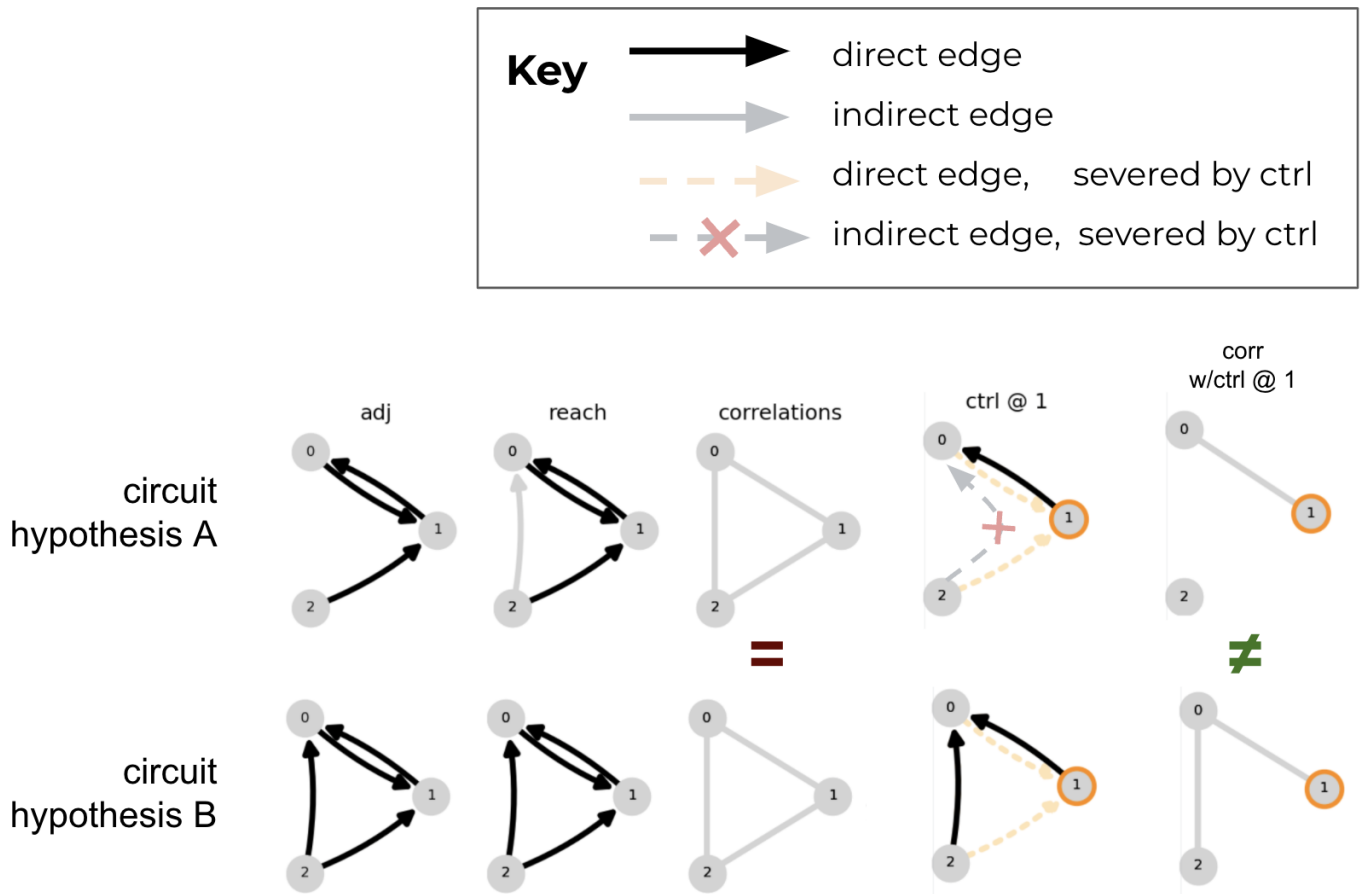 Key
direct edge
indirect edge
direct edge, severed by ctrl
indirect edge, severed by ctrl
corr
w/ctrl @ 1
adj
reach
correlations
ctrl @ 1
circuit
hypothesis A
0
1
2
0
1
2
0
1
2
0
1
2
0
1
2
=
≠
circuit
hypothesis B
0
1
2
0
1
2
0
1
2
0
1
2
0
1
2